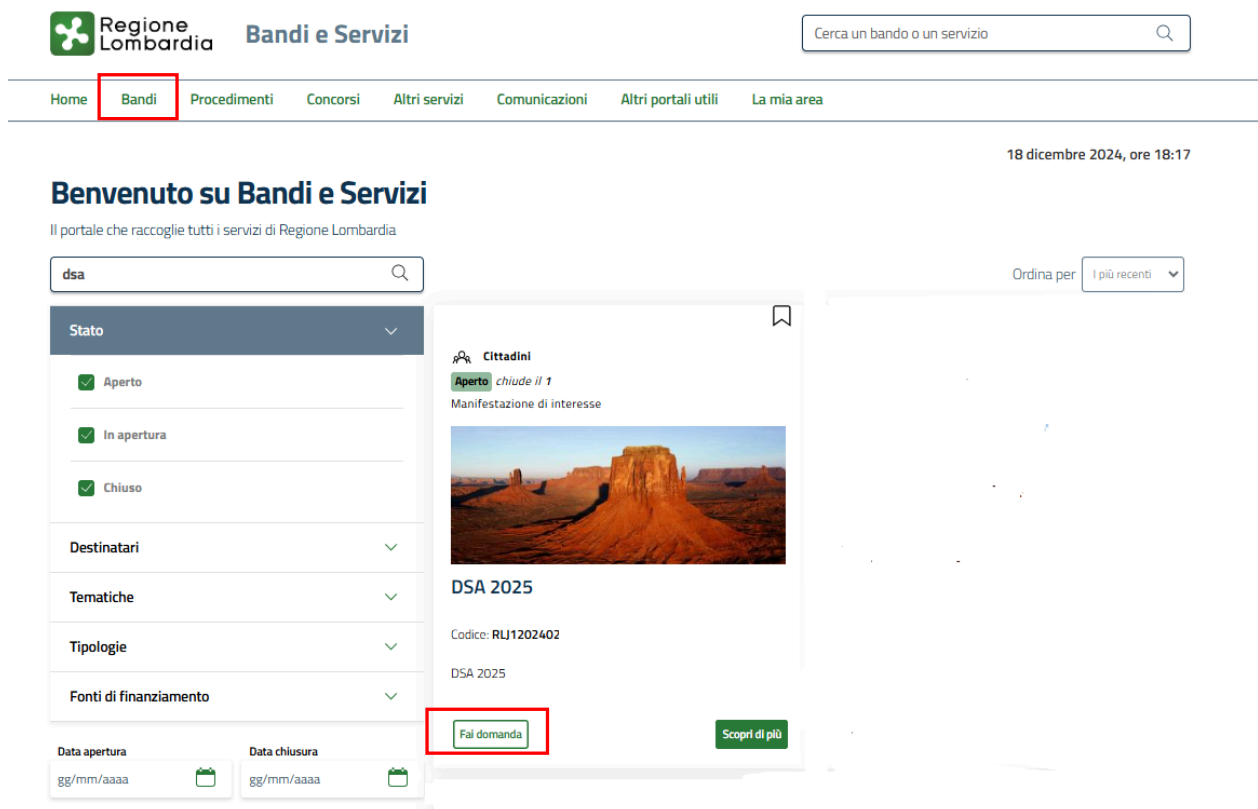 Regione
Lombardia
Bandi e Servizi
Cerca un bando o un servizio
Home Bandi Procedimenti Concorsi Altri servizi Comunicazioni Altri portali utili La mia area
18 dicembre 2024, ore 18:17
Benvenuto su Bandi e Servizi
Il portale che raccoglie tutti i servizi di Regione Lombardia
dsa
Ordina per I più recenti
Stato
Aperto
In apertura
Chiuso
Destinatari
Tematiche
Tipologie
Fonti di finanziamento
Data apertura Data chiusura
gg/mm/aaaa gg/mm/aaaa
Cittadini
Aperto chiude il 1
Manifestazione di interesse
DSA 2025
Codice: RLJ1202402
DSA 2025
Fai domanda Scopri di più